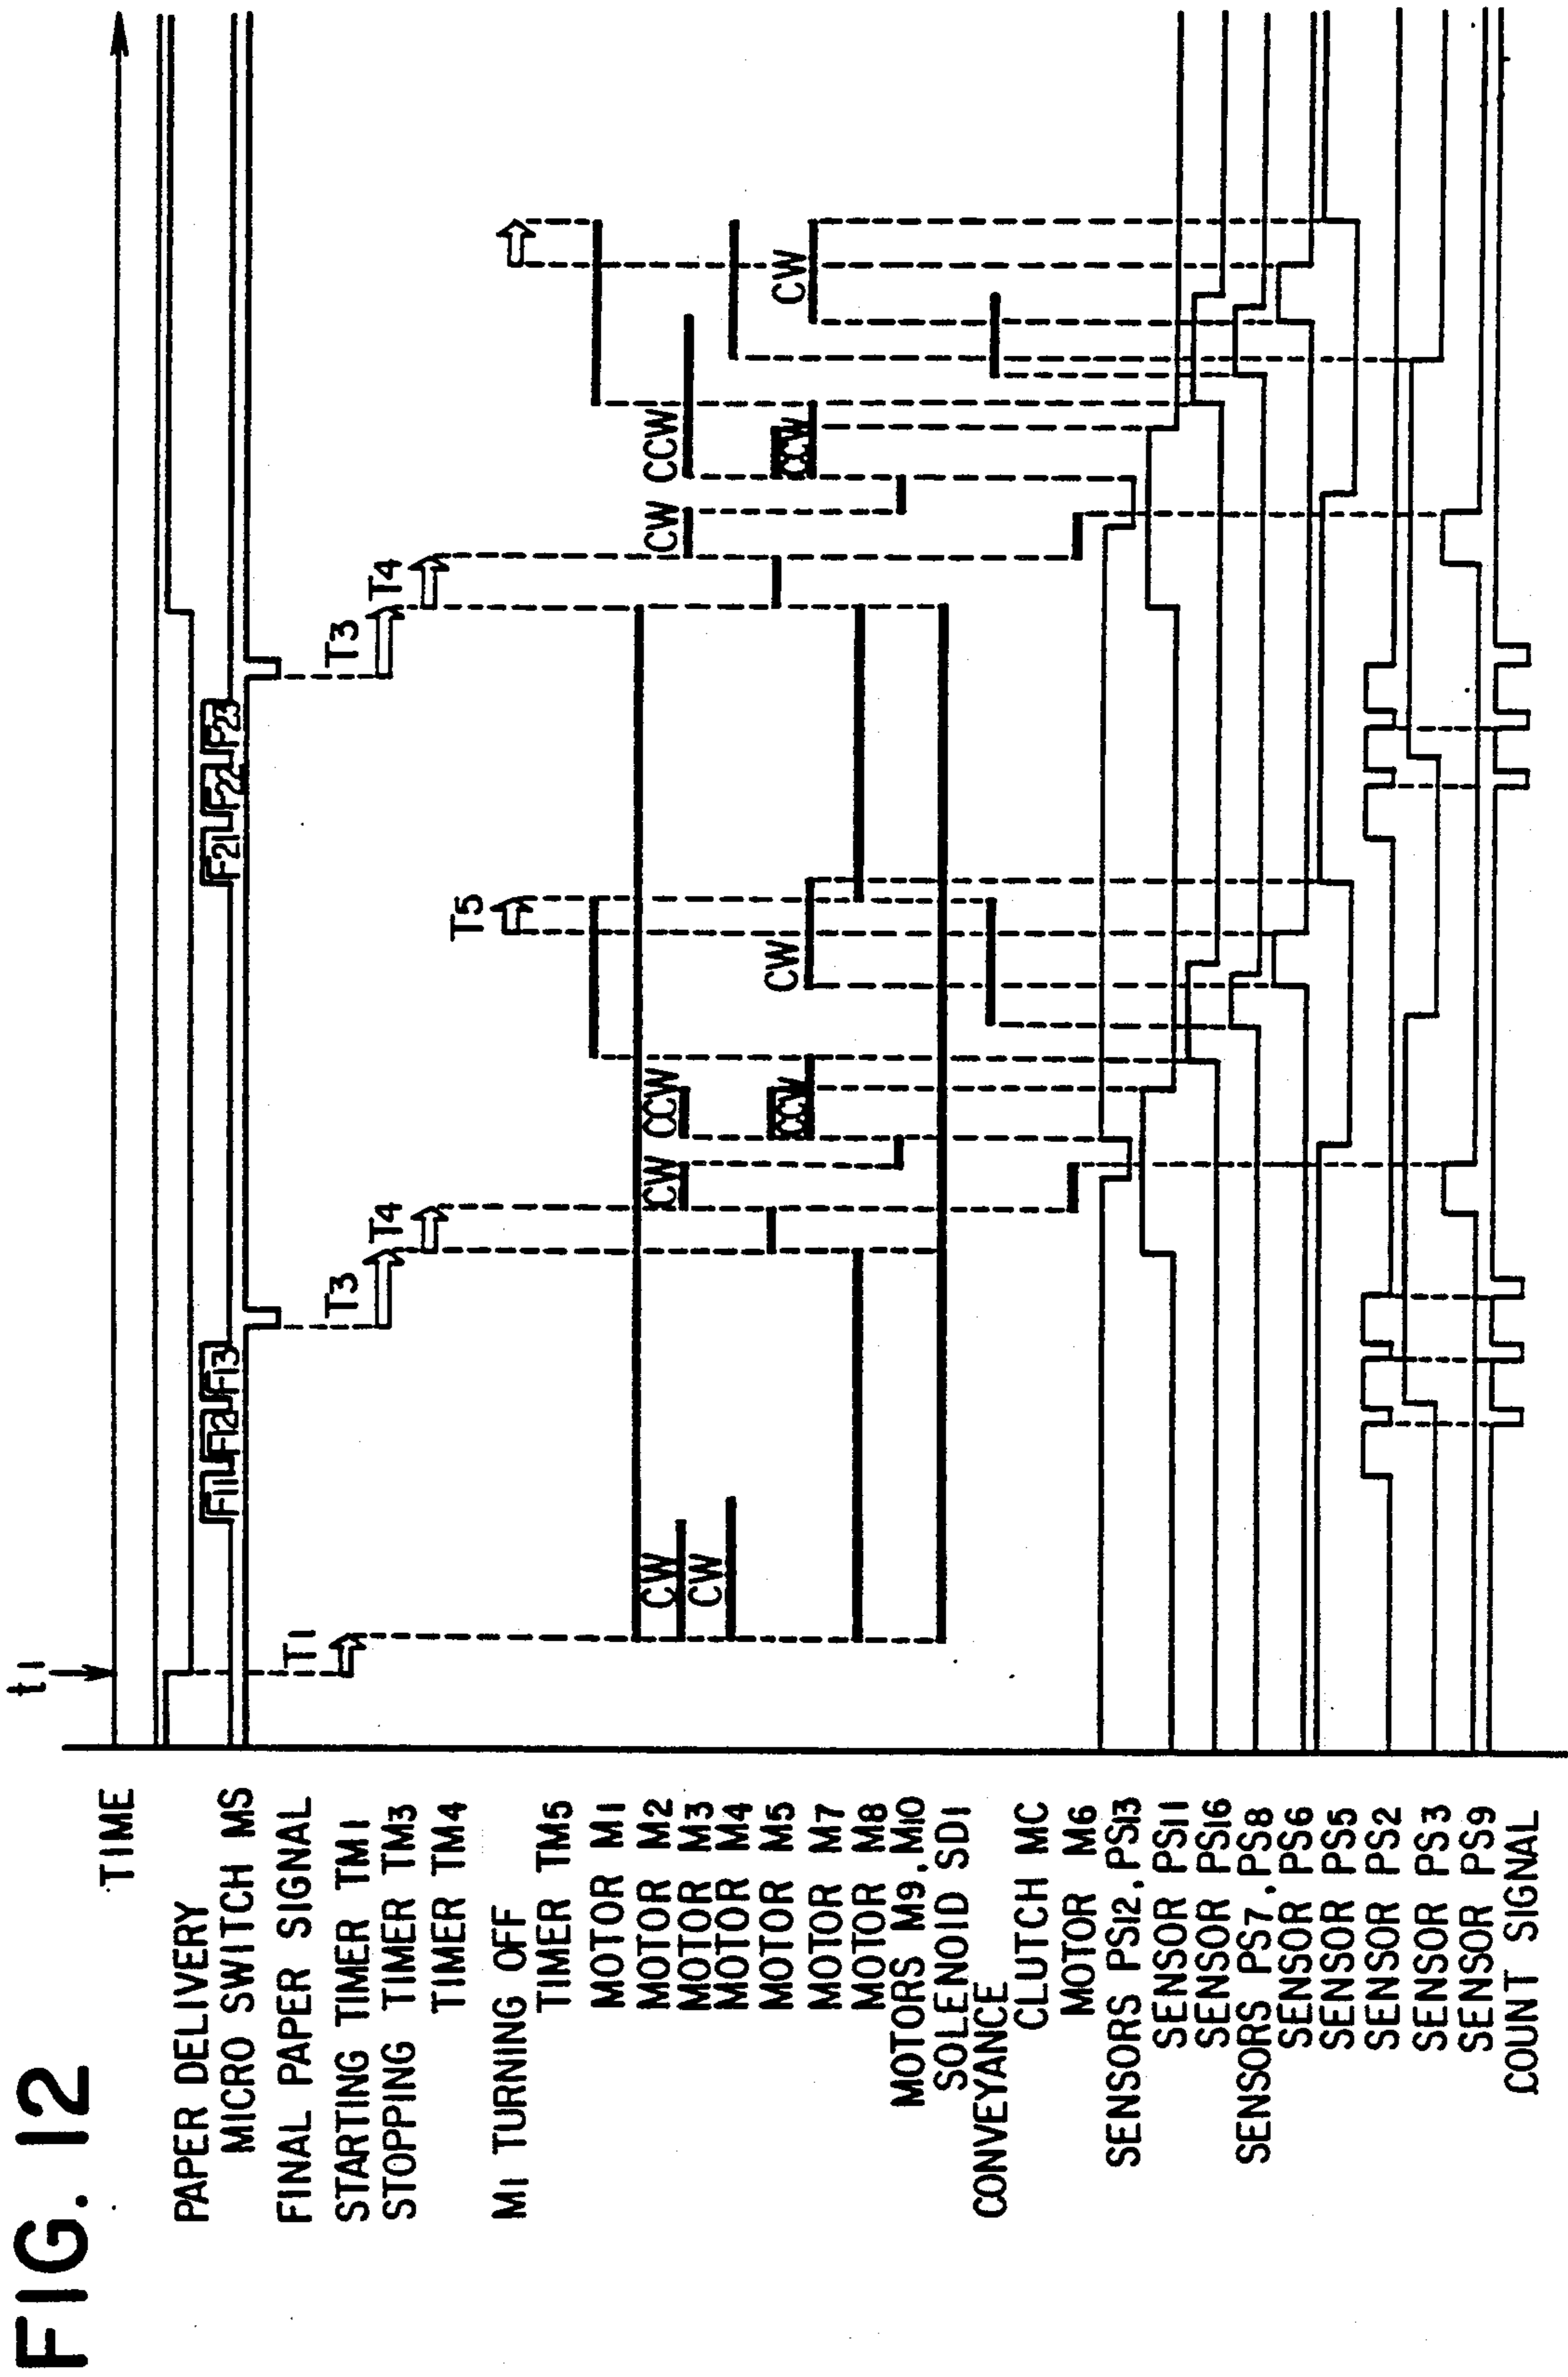 FIG. 12
TIME
PAPER DELIVERY
MICRO SWITCH MS
FINAL PAPER SIGNAL
STARTING TIMER TM1
STOPPING TIMER TM3
TIMER TM4
M1 TURNING OFF
TIMER TM5
MOTOR M1
MOTOR M2
MOTOR M3
MOTOR M4
MOTOR M5
MOTOR M7
MOTOR M8
MOTORS M9, M10
SOLENOID SD1
CONVEYANCE
CLUTCH MC
MOTOR M6
SENSORS PS12, PS13
SENSOR PS11
SENSOR PS16
SENSORS PS7, PS8
SENSOR PS6
SENSOR PS5
SENSOR PS2
SENSOR PS3
SENSOR PS9
COUNT SIGNAL
t1
F11 F12 F13 F21 F22 F23
T1 T3 T3
T4 T4
T5
CW CW CCW CW CCW
CW
CCW CW CCW CW